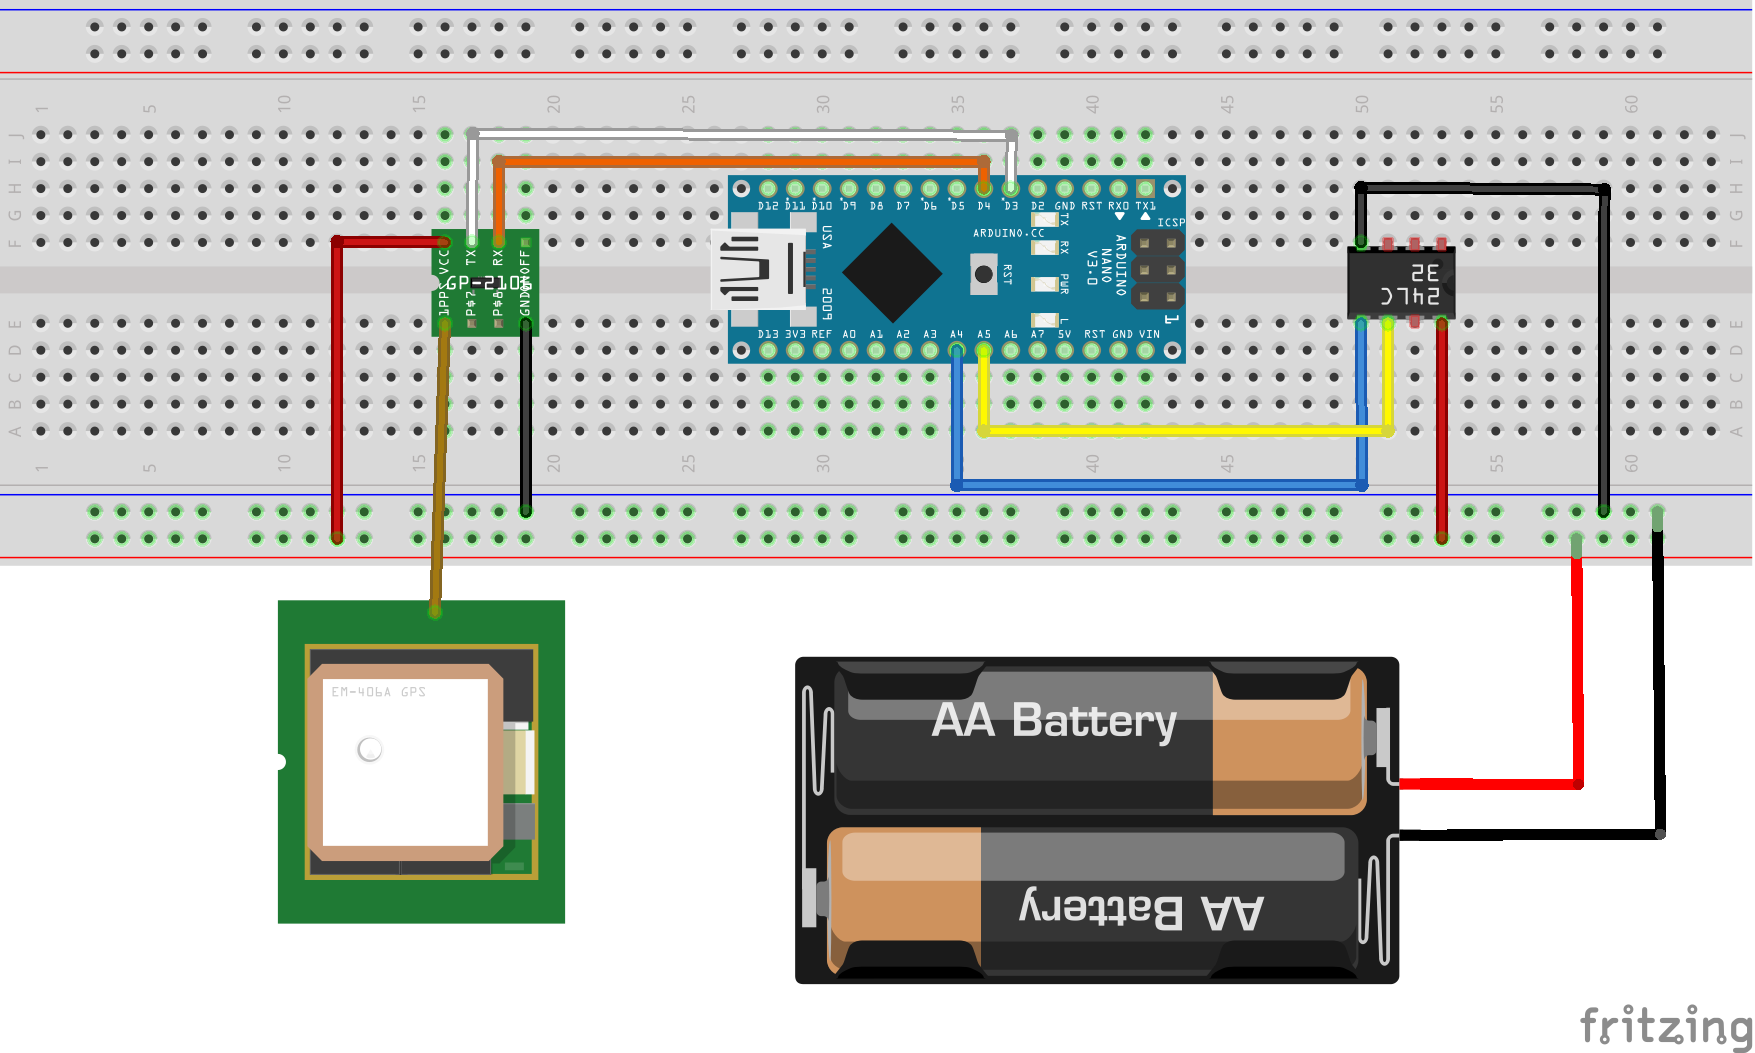 1 5 10 15 20 25 30 35 40 45 50 55 60
J J
I I
H H
G G
F F
D12 D11 D10 D9 D8 D7 D6 D5 D4 D3 D2 GND RST RX0 TX1
ICSP
ARDUINO.CC
USA
2009
TX
RX
PWR
L
RST
ARDUINO
NANO
V3.0
1
D13 3V3 REF A0 A1 A2 A3 A4 A5 A6 A7 5V RST GND VIN
VCC TX RX ONOFF
GP-2106
1PP P$7 P$8 GND
24LC
32
E E
D D
C C
B B
A A
1 5 10 15 20 25 30 35 40 45 50 55 60
EM-406A GPS
AA Battery
AA Battery
fritzing